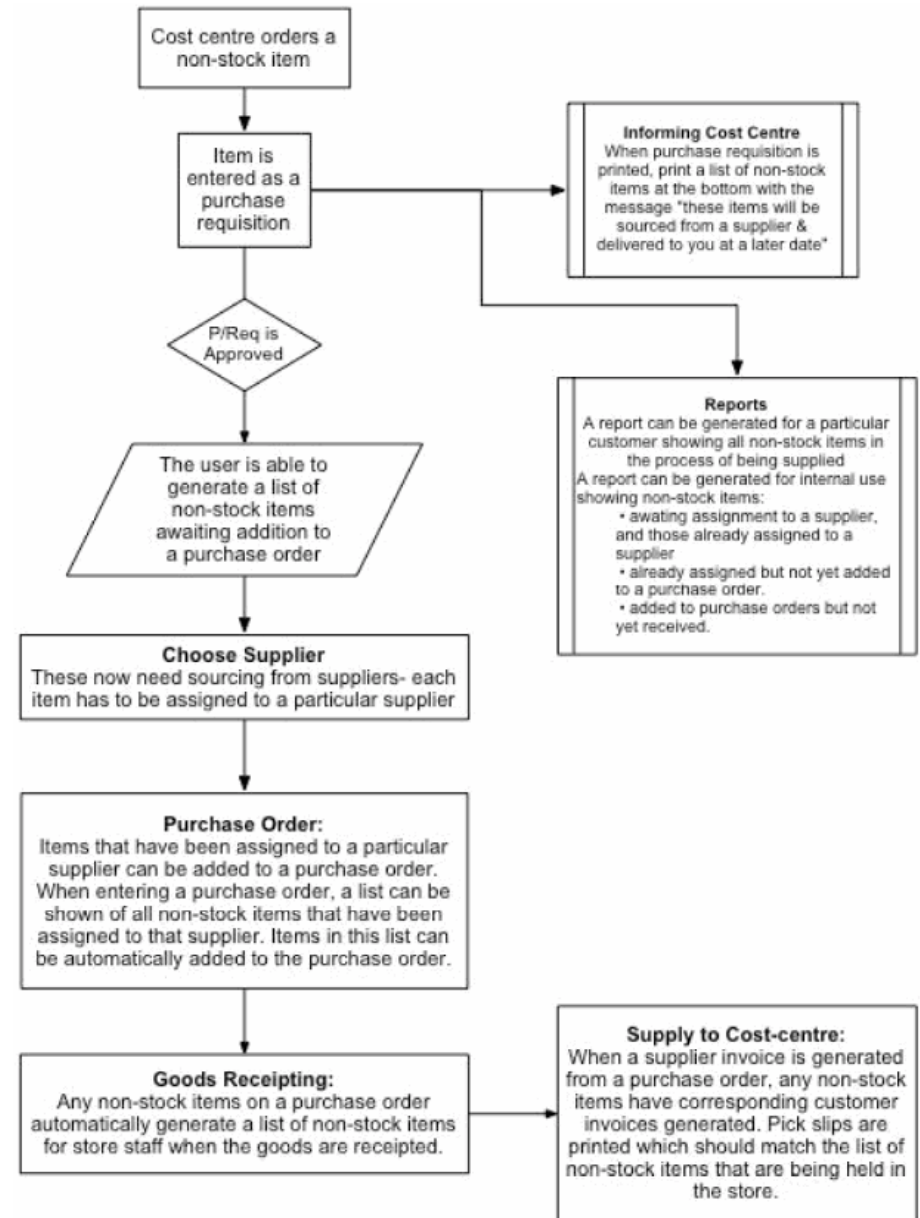 Cost centre orders a
non-stock item
Item is
entered as a
purchase
requisition
Informing Cost Centre
When purchase requisition is
printed, print a list of non-stock
items at the bottom with the
message "these items will be
sourced from a supplier &
delivered to you at a later date"
P/Req is
Approved
Reports
A report can be generated for a particular
customer showing all non-stock items in
the process of being supplied
A report can be generated for internal use
showing non-stock items:
• awating assignment to a supplier,
and those already assigned to a
supplier
• already assigned but not yet added
to a purchase order.
• added to purchase orders but not
yet received.
The user is able to
generate a list of
non-stock items
awaiting addition to
a purchase order
Choose Supplier
These now need sourcing from suppliers- each
item has to be assigned to a particular supplier
Purchase Order:
Items that have been assigned to a particular
supplier can be added to a purchase order.
When entering a purchase order, a list can be
shown of all non-stock items that have been
assigned to that supplier. Items in this list can
be automatically added to the purchase order.
Goods Receipting:
Any non-stock items on a purchase order
automatically generate a list of non-stock items
for store staff when the goods are receipted.
Supply to Cost-centre:
When a supplier invoice is generated
from a purchase order, any non-stock
items have corresponding customer
invoices generated. Pick slips are
printed which should match the list of
non-stock items that are being held in
the store.